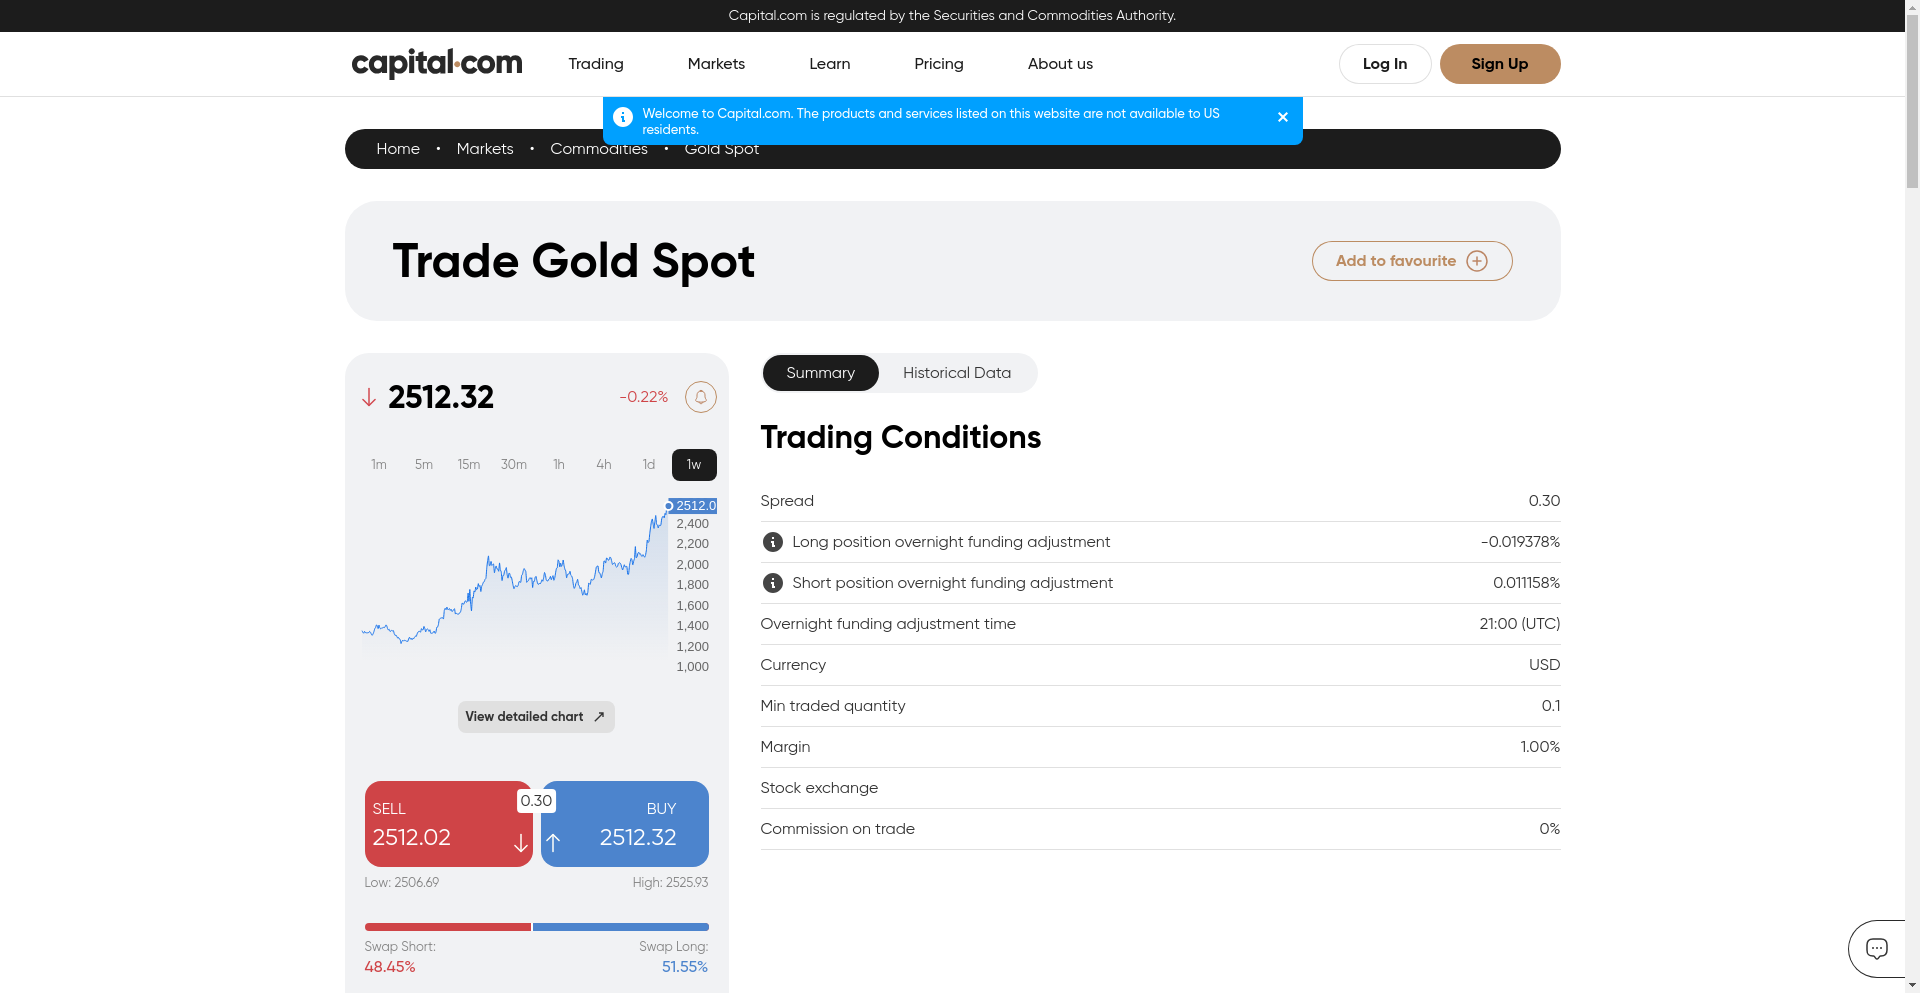 Capital.com is regulated by the Securities and Commodities Authority.
capital.com
Trading
Markets
Learn
Pricing
About us
Log In
Sign Up
Welcome to Capital.com. The products and services listed on this website are not available to US
residents.
Home • Markets • Commodities • Gold Spot
Trade Gold Spot
Add to favourite
2512.32
-0.22%
1m 5m 15m 30m 1h 4h 1d 1w
2512.0
2,400
2,200
2,000
1,800
1,600
1,400
1,200
1,000
View detailed chart
SELL
2512.02
0.30
BUY
2512.32
Low: 2506.69
High: 2525.93
Swap Short:
48.45%
Swap Long:
51.55%
Summary
Historical Data
Trading Conditions
Spread 0.30
Long position overnight funding adjustment -0.019378%
Short position overnight funding adjustment 0.011158%
Overnight funding adjustment time 21:00 (UTC)
Currency USD
Min traded quantity 0.1
Margin 1.00%
Stock exchange
Commission on trade 0%